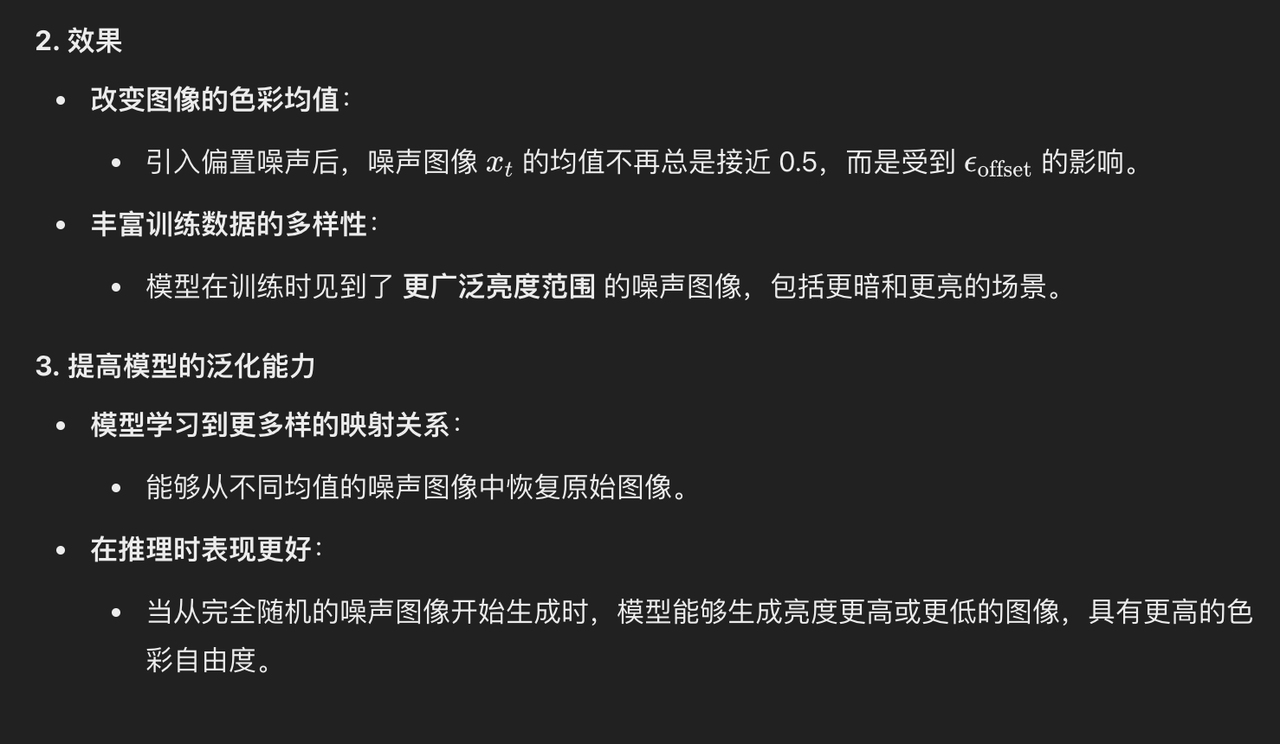 2. 效果
• 改变图像的色彩均值：
• 引入偏置噪声后，噪声图像 xₜ 的均值不再总是接近 0.5，而是受到 ϵoffset 的影响。
• 丰富训练数据的多样性：
• 模型在训练时见到了 更广泛亮度范围 的噪声图像，包括更暗和更亮的场景。
3. 提高模型的泛化能力
• 模型学习到更多样的映射关系：
• 能够从不同均值的噪声图像中恢复原始图像。
• 在推理时表现更好：
• 当从完全随机的噪声图像开始生成时，模型能够生成亮度更高或更低的图像，具有更高的色
彩自由度。